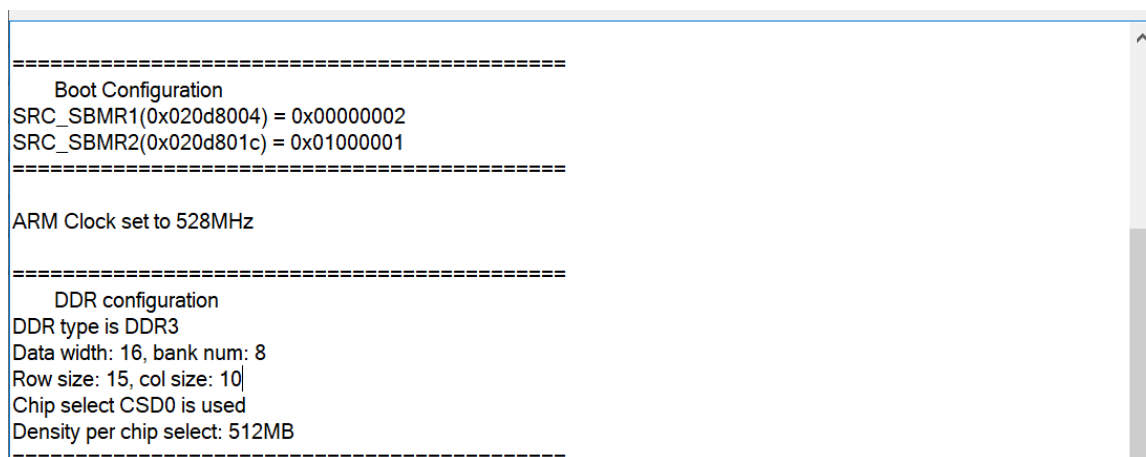 ============================================
Boot Configuration
SRC_SBMR1(0x020d8004) = 0x00000002
SRC_SBMR2(0x020d801c) = 0x01000001
============================================
ARM Clock set to 528MHz
============================================
DDR configuration
DDR type is DDR3
Data width: 16, bank num: 8
Row size: 15, col size: 10
Chip select CSD0 is used
Density per chip select: 512MB
============================================